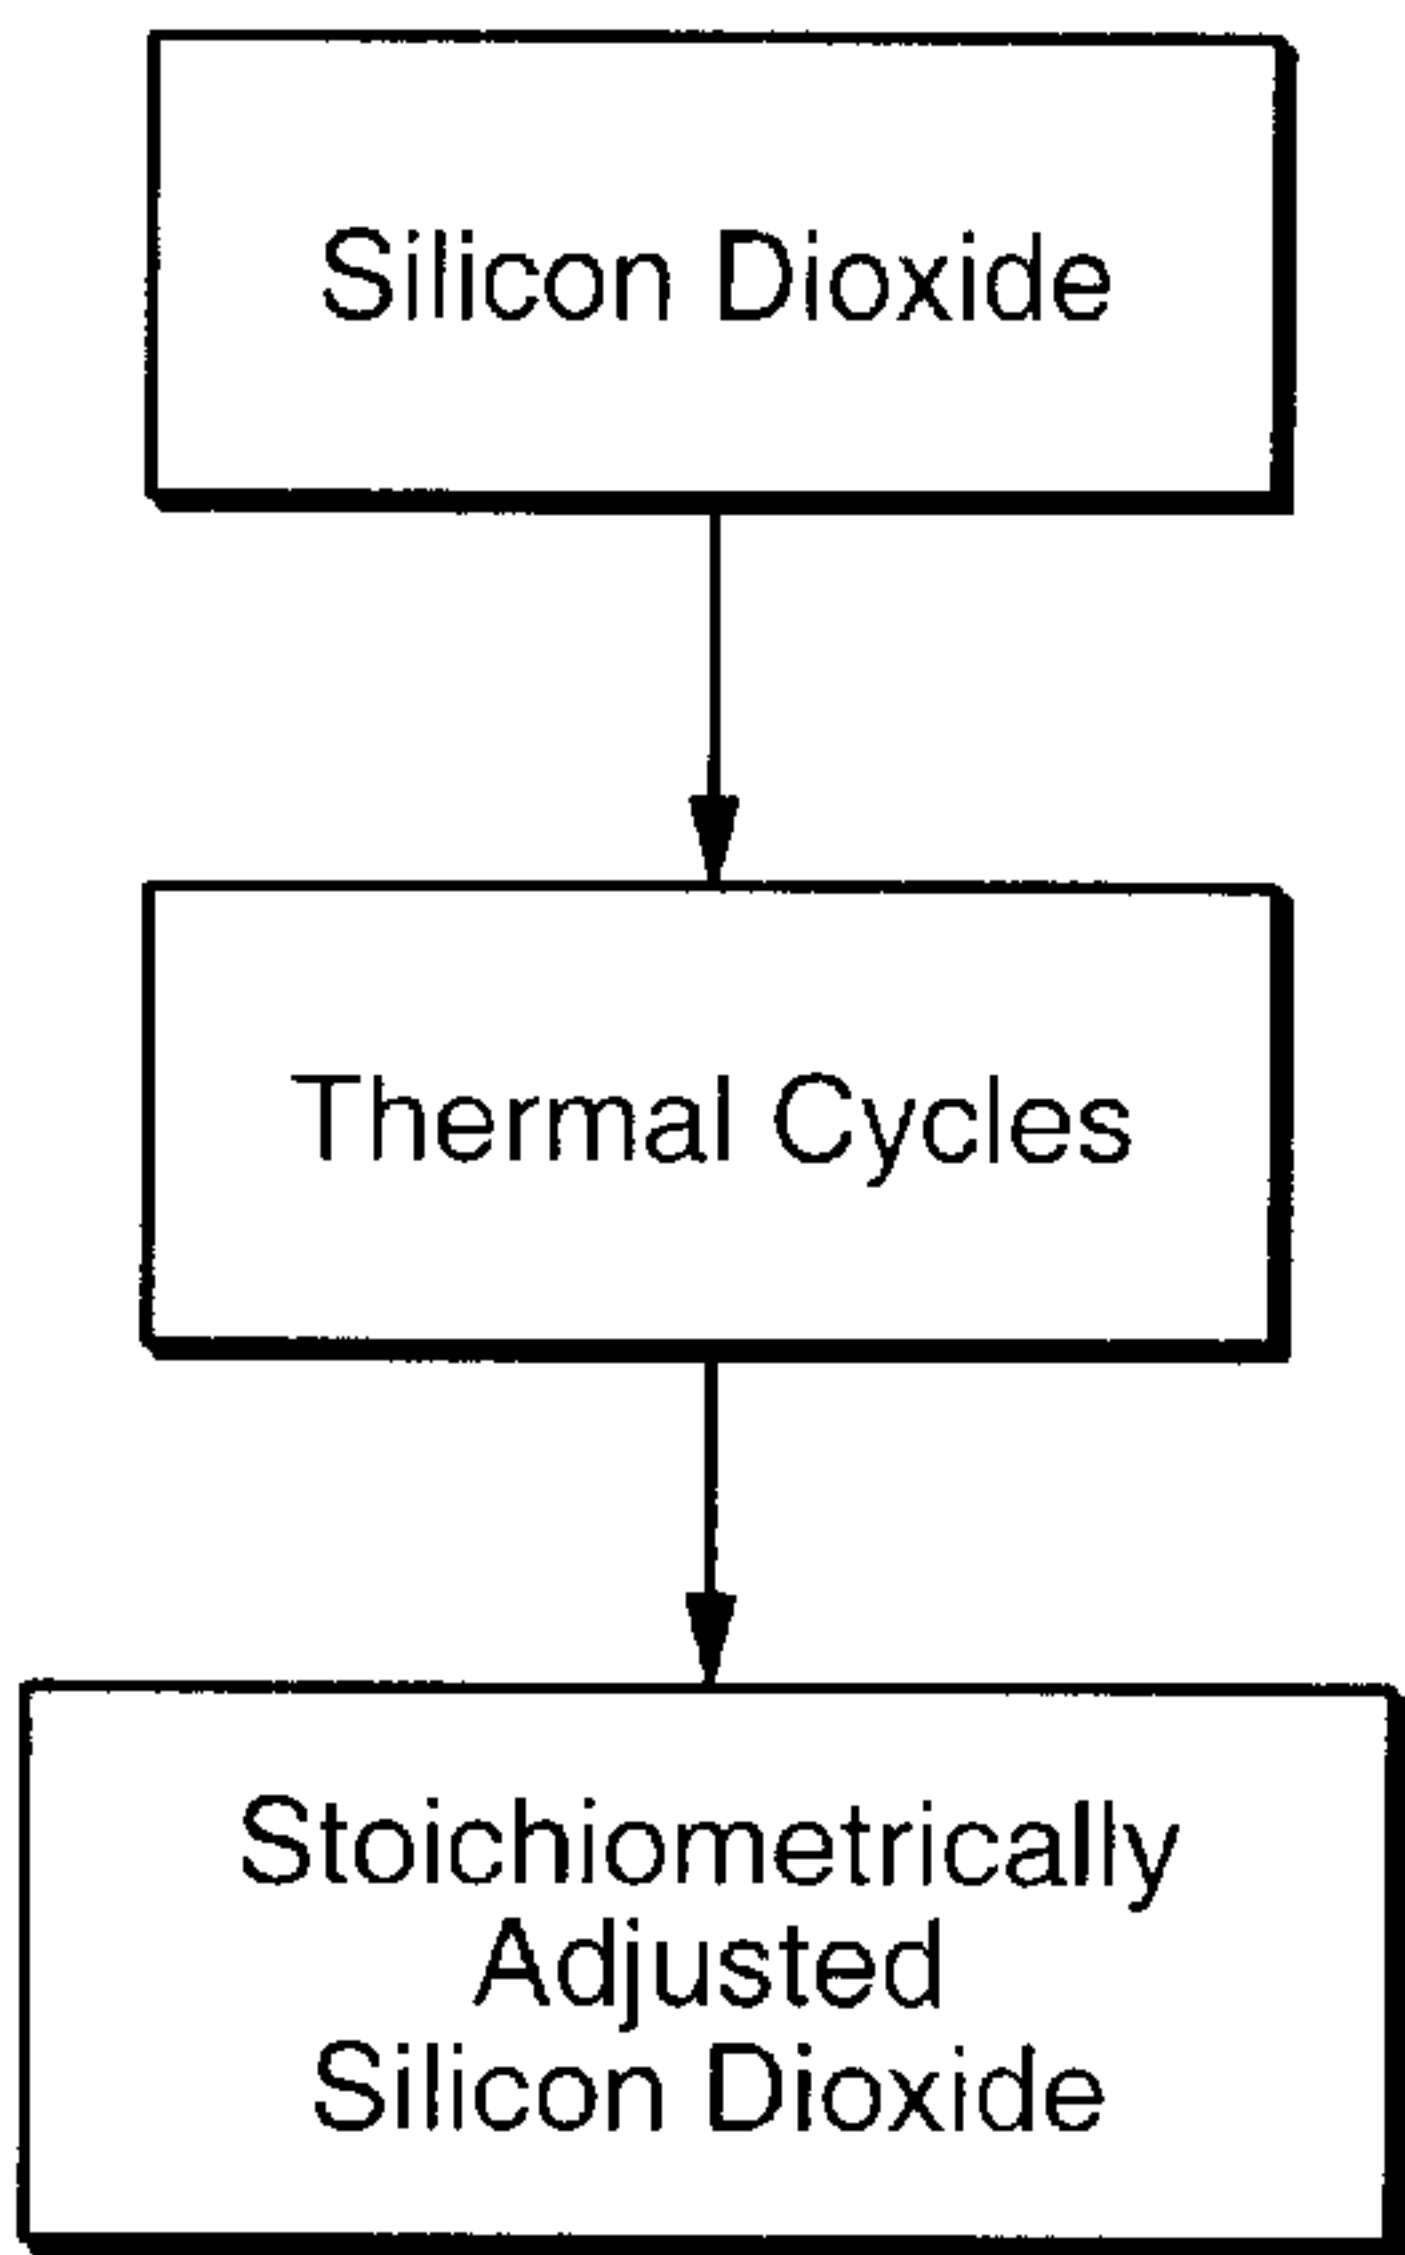 Silicon Dioxide
Thermal Cycles
Stoichiometrically
Adjusted
Silicon Dioxide